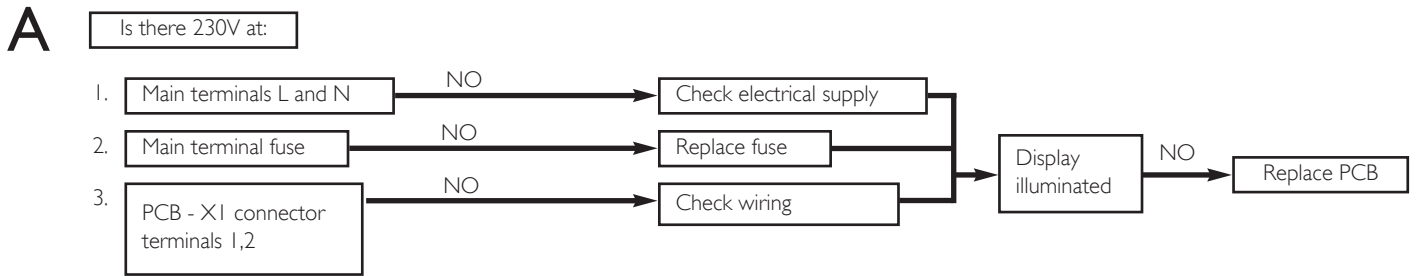 A
Is there 230V at:
1. Main terminals L and N
NO
Check electrical supply
2. Main terminal fuse
NO
Replace fuse
3. PCB - X1 connector
terminals 1,2
NO
Check wiring
Display
illuminated
NO
Replace PCB